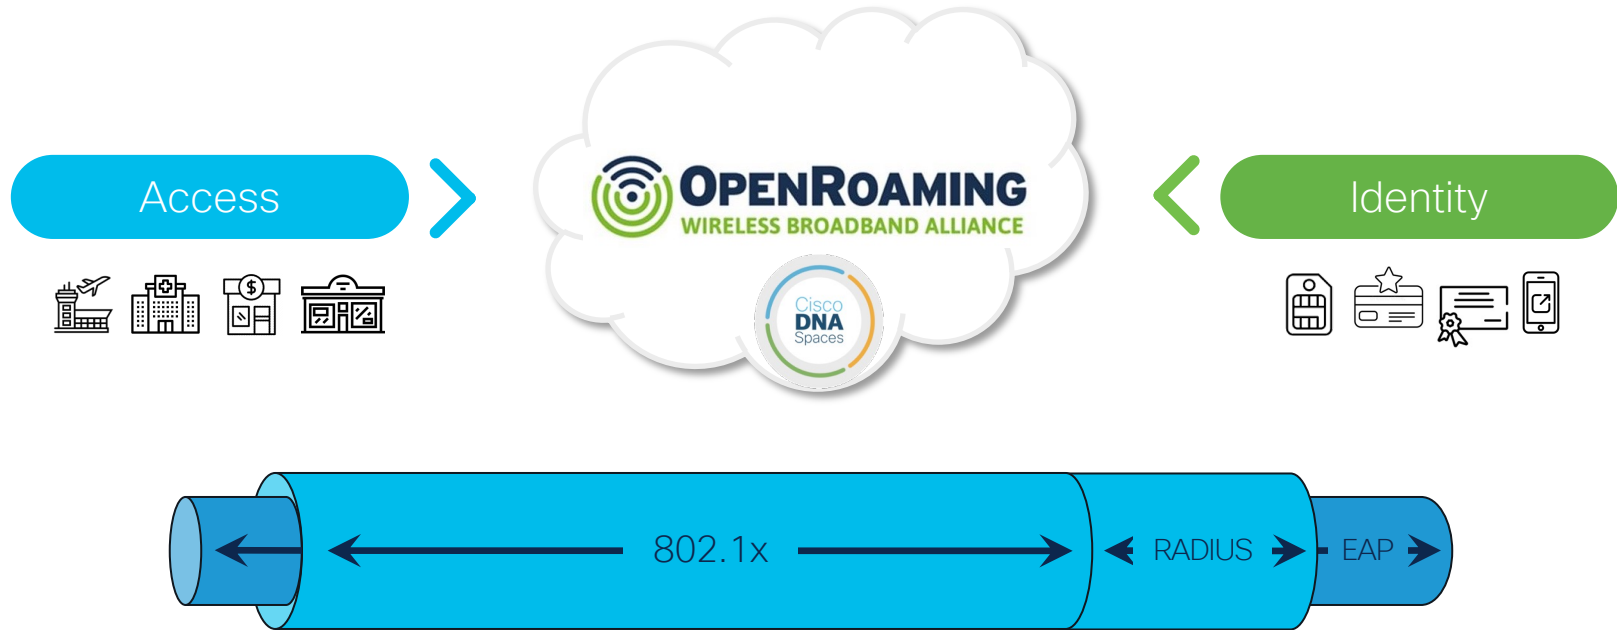 Access
OPENROAMING
WIRELESS BROADBAND ALLIANCE
Identity
$
Cisco
DNA
Spaces
802.1x
RADIUS
EAP